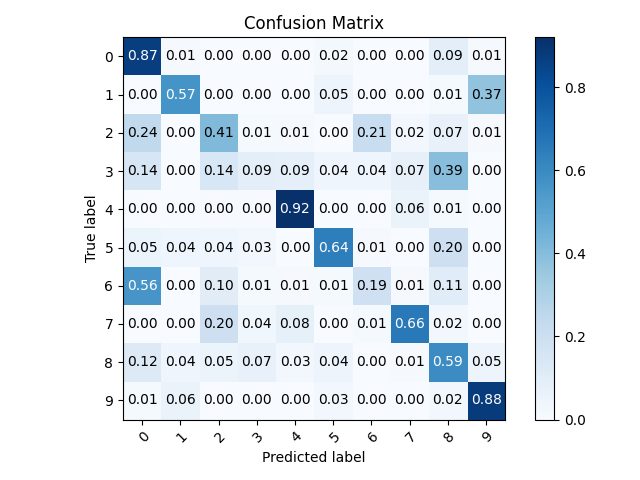 Confusion Matrix
0 0.87 0.01 0.00 0.00 0.00 0.02 0.00 0.00 0.09 0.01
1 0.00 0.57 0.00 0.00 0.00 0.05 0.00 0.00 0.01 0.37
2 0.24 0.00 0.41 0.01 0.01 0.00 0.21 0.02 0.07 0.01
3 0.14 0.00 0.14 0.09 0.09 0.04 0.04 0.07 0.39 0.00
4 0.00 0.00 0.00 0.00 0.92 0.00 0.00 0.06 0.01 0.00
5 0.05 0.04 0.04 0.03 0.00 0.64 0.01 0.00 0.20 0.00
6 0.56 0.00 0.10 0.01 0.01 0.01 0.19 0.01 0.11 0.00
7 0.00 0.00 0.20 0.04 0.08 0.00 0.01 0.66 0.02 0.00
8 0.12 0.04 0.05 0.07 0.03 0.04 0.00 0.01 0.59 0.05
9 0.01 0.06 0.00 0.00 0.00 0.03 0.00 0.00 0.02 0.88
0 1 2 3 4 5 6 7 8 9
Predicted label
True label
0.8
0.6
0.4
0.2
0.0